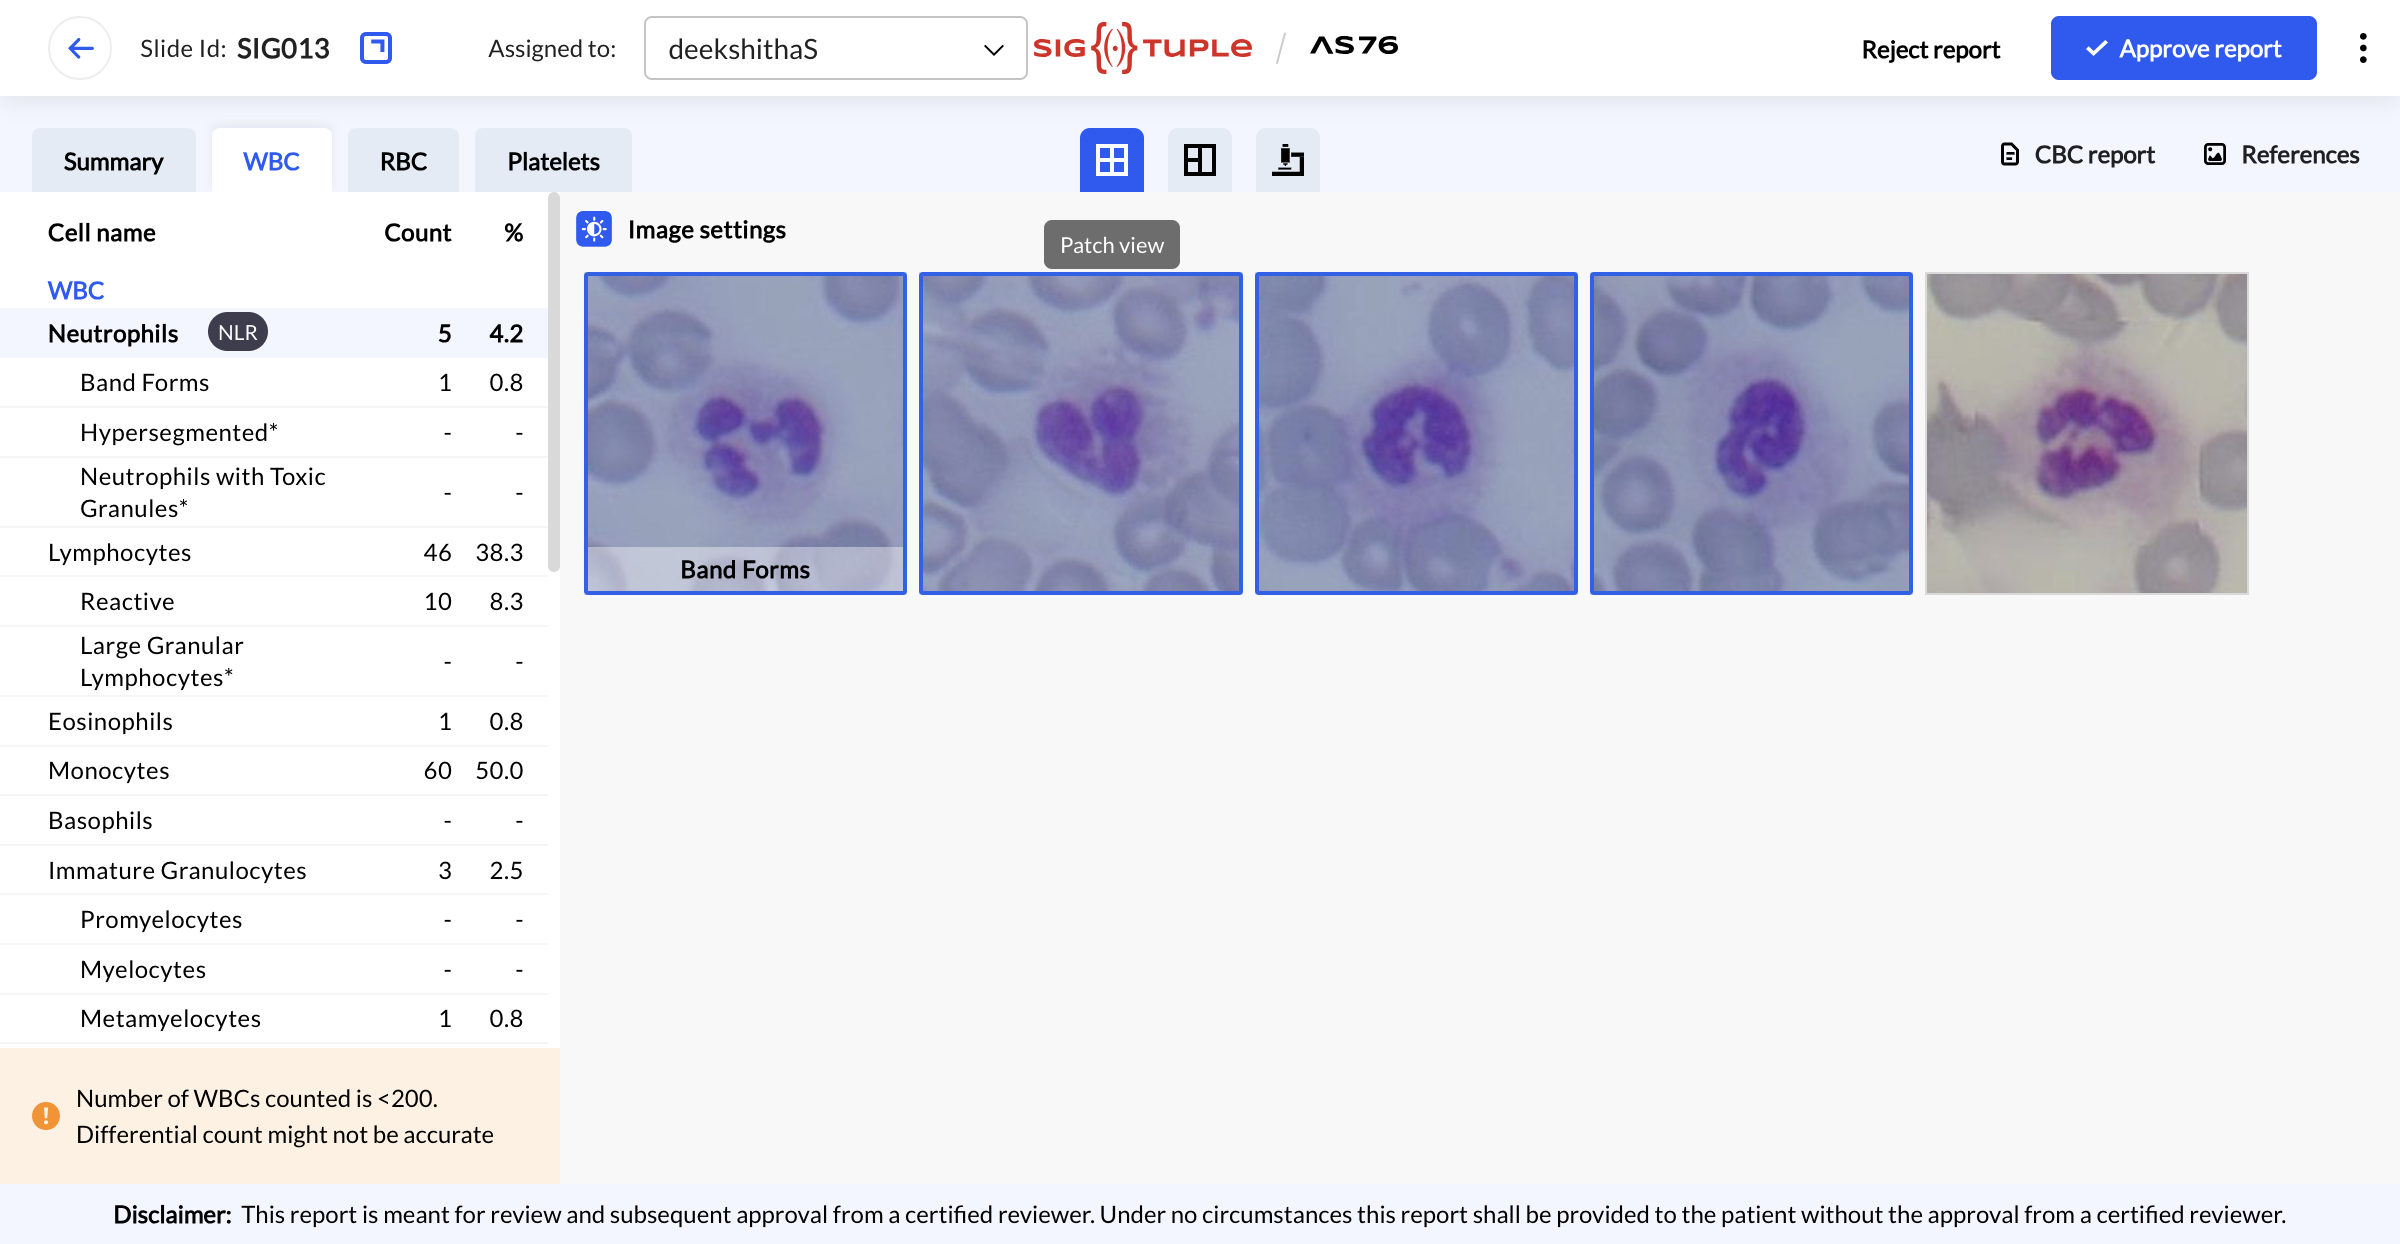 Slide Id: SIG013
Assigned to: deekshithaS
SIG TUPLE / AS76
Reject report
Approve report
Summary
WBC
RBC
Platelets
CBC report
References
Cell name Count %
WBC
Neutrophils NLR 5 4.2
Band Forms 1 0.8
Hypersegmented* - -
Neutrophils with Toxic
Granules* - -
Lymphocytes 46 38.3
Reactive 10 8.3
Large Granular
Lymphocytes* - -
Eosinophils 1 0.8
Monocytes 60 50.0
Basophils - -
Immature Granulocytes 3 2.5
Promyelocytes - -
Myelocytes - -
Metamyelocytes 1 0.8
Number of WBCs counted is <200.
Differential count might not be accurate
Image settings
Patch view
Band Forms
Disclaimer: This report is meant for review and subsequent approval from a certified reviewer. Under no circumstances this report shall be provided to the patient without the approval from a certified reviewer.